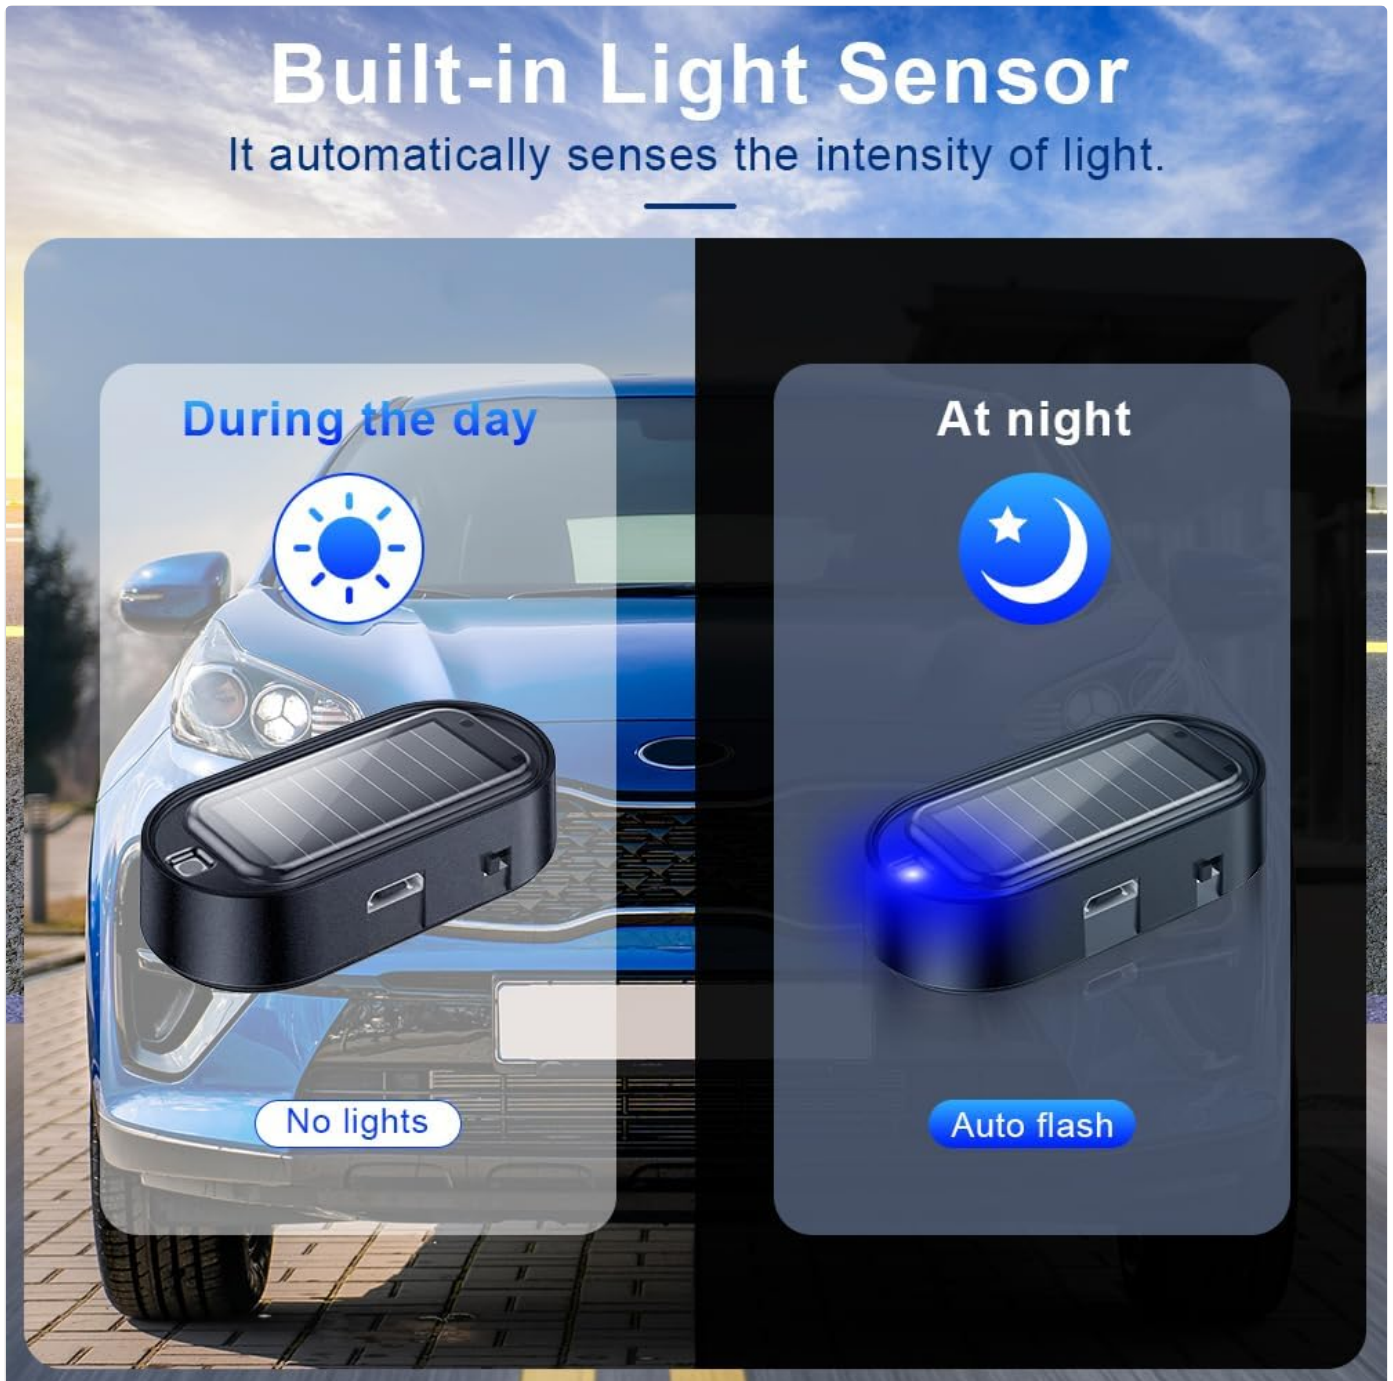 Built-in Light Sensor
It automatically senses the intensity of light.
During the day
At night
No lights
Auto flash